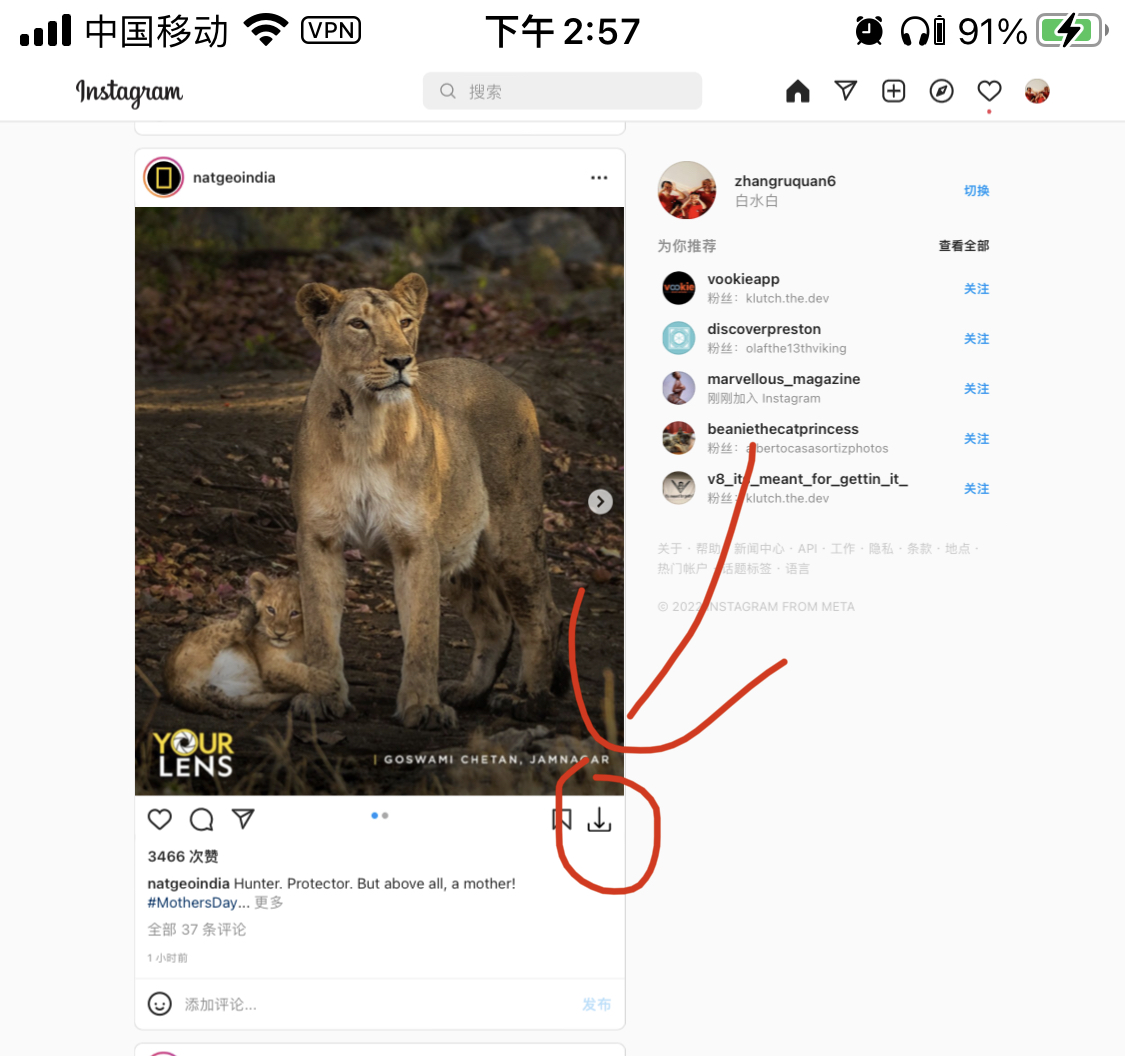 中国移动 VPN 下午 2:57 91%
Instagram 搜索
natgeoindia
YOUR
LENS
GOSWAMI CHETAN, JAMNAGAR
3466 次赞
natgeoindia Hunter. Protector. But above all, a mother!
#MothersDay... 更多
全部 37 条评论
1 小时前
添加评论... 发布
zhangruquan6
白水白
切换
为你推荐 查看全部
vookie
vookieapp
粉丝：klutch.the.dev
关注
discoverpreston
粉丝：olafthe13thviking
关注
marvellous_magazine
刚刚加入 Instagram
关注
beaniethecatprincess
粉丝：albertocasasortizphotos
关注
v8_its_meant_for_gettin_it_
粉丝：klutch.the.dev
关注
关于 · 帮助 · 新闻中心 · API · 工作 · 隐私 · 条款 · 地点 ·
热门帐户 · 话题标签 · 语言
© 2022 INSTAGRAM FROM META